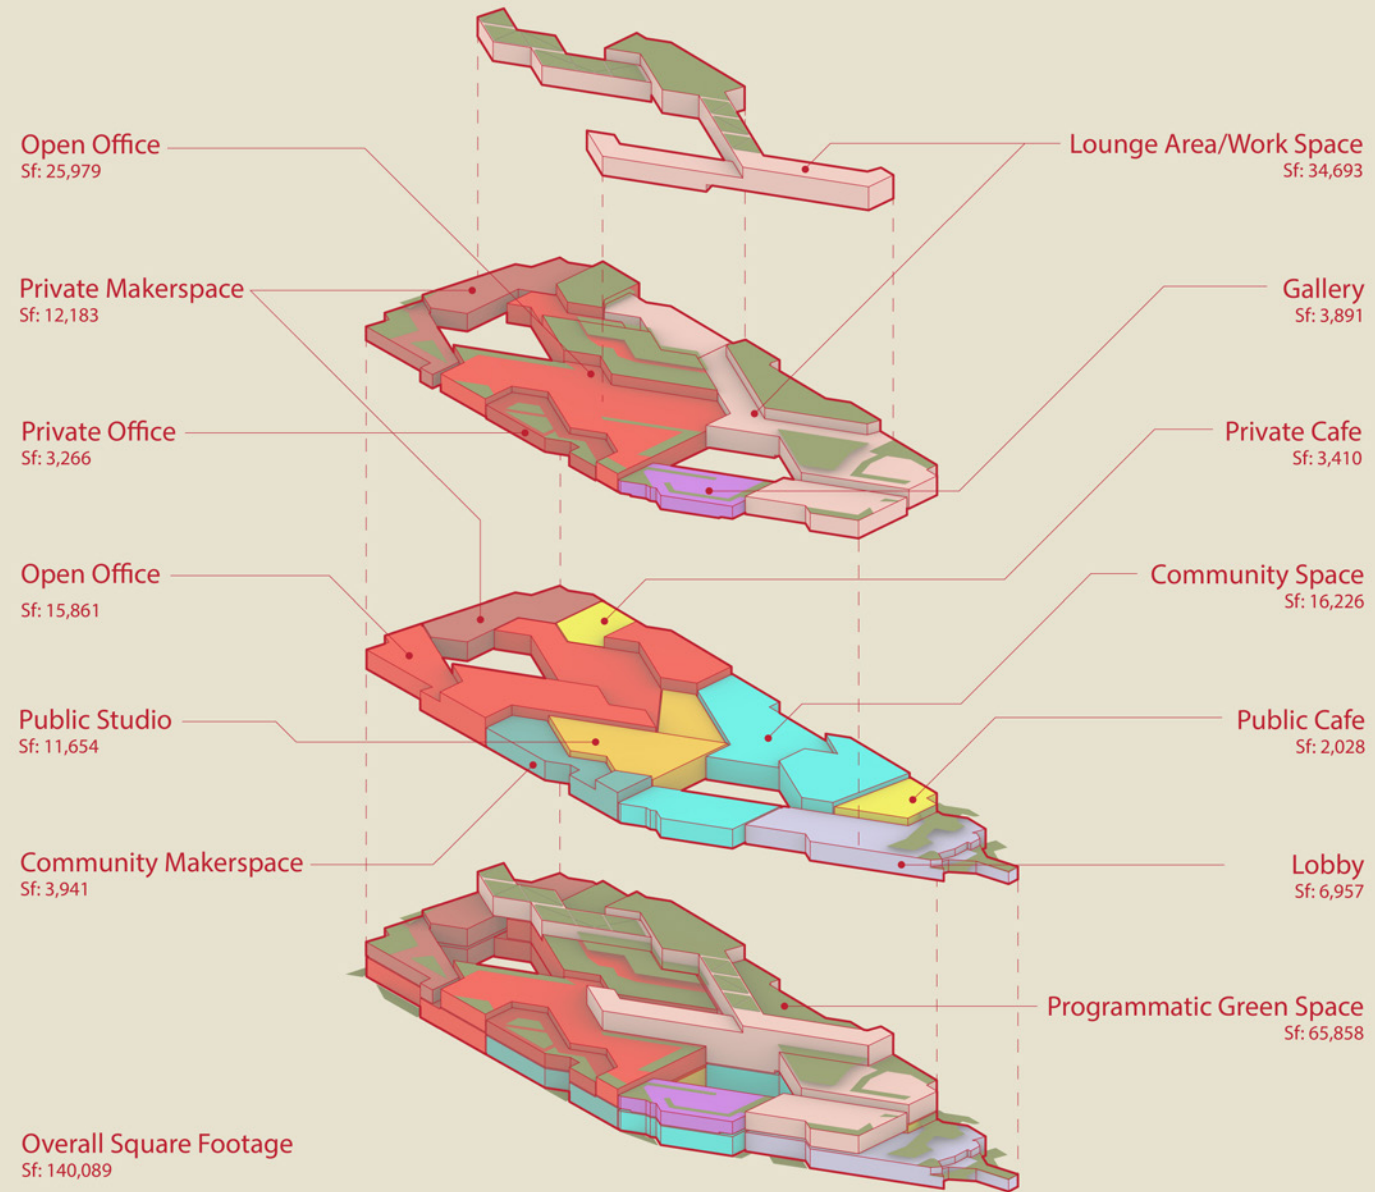 Open Office
Sf: 25,979
Lounge Area/Work Space
Sf: 34,693
Private Makerspace
Sf: 12,183
Gallery
Sf: 3,891
Private Office
Sf: 3,266
Private Cafe
Sf: 3,410
Open Office
Sf: 15,861
Community Space
Sf: 16,226
Public Studio
Sf: 11,654
Public Cafe
Sf: 2,028
Community Makerspace
Sf: 3,941
Lobby
Sf: 6,957
Programmatic Green Space
Sf: 65,858
Overall Square Footage
Sf: 140,089